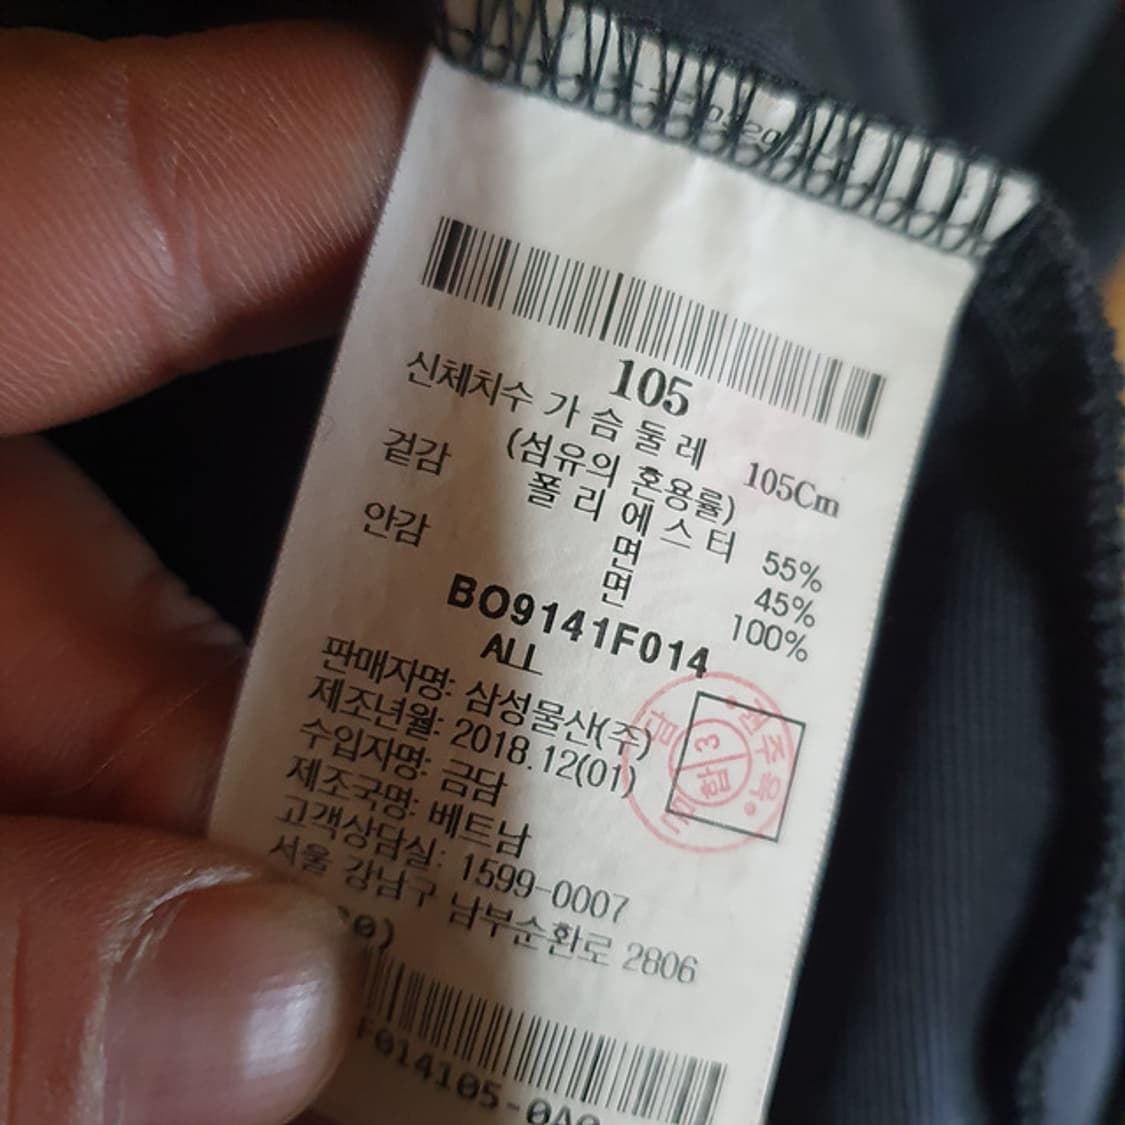 105
신체치수 가슴둘레 105Cm
(섬유의 혼용률)
겉감 폴리에스터 55%
면 45%
안감 면 100%
BO9141F014
ALL
판매자명: 삼성물산(주)
제조년월: 2018.12(01)
수입자명: 금담
제조국명: 베트남
고객상담실: 1599-0007
서울 강남구 남부순환로 2806
F014105-0A0